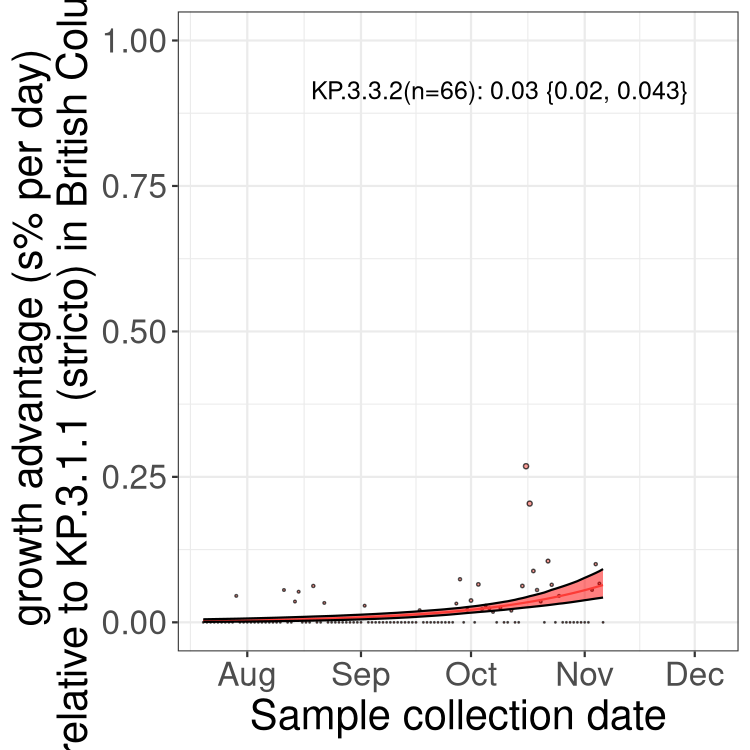 growth advantage (s% per day)
relative to KP.3.1.1 (stricto) in British Colu
1.00
0.75
0.50
0.25
0.00
KP.3.3.2(n=66): 0.03 {0.02, 0.043}
Aug Sep Oct Nov Dec
Sample collection date